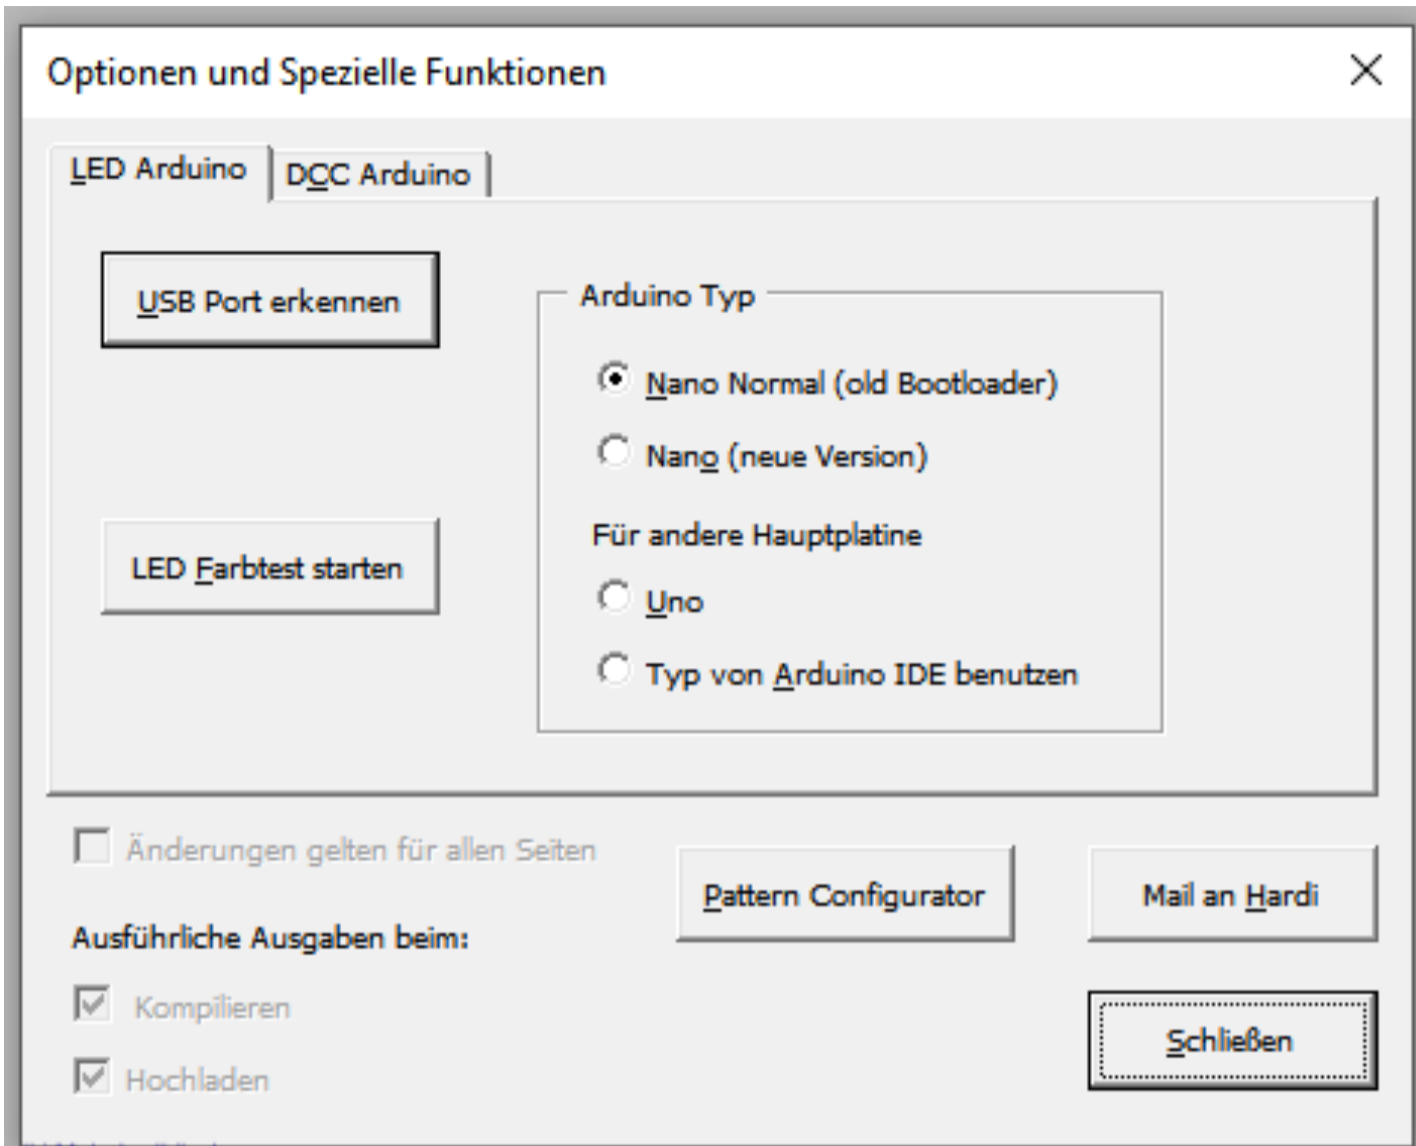 Optionen und Spezielle Funktionen
LED Arduino
DCC Arduino
USB Port erkennen
LED Farbtest starten
Arduino Typ
Nano Normal (old Bootloader)
Nano (neue Version)
Für andere Hauptplatine
Uno
Typ von Arduino IDE benutzen
Änderungen gelten für allen Seiten
Ausführliche Ausgaben beim:
Kompilieren
Hochladen
Pattern Configurator
Mail an Hardi
Schließen